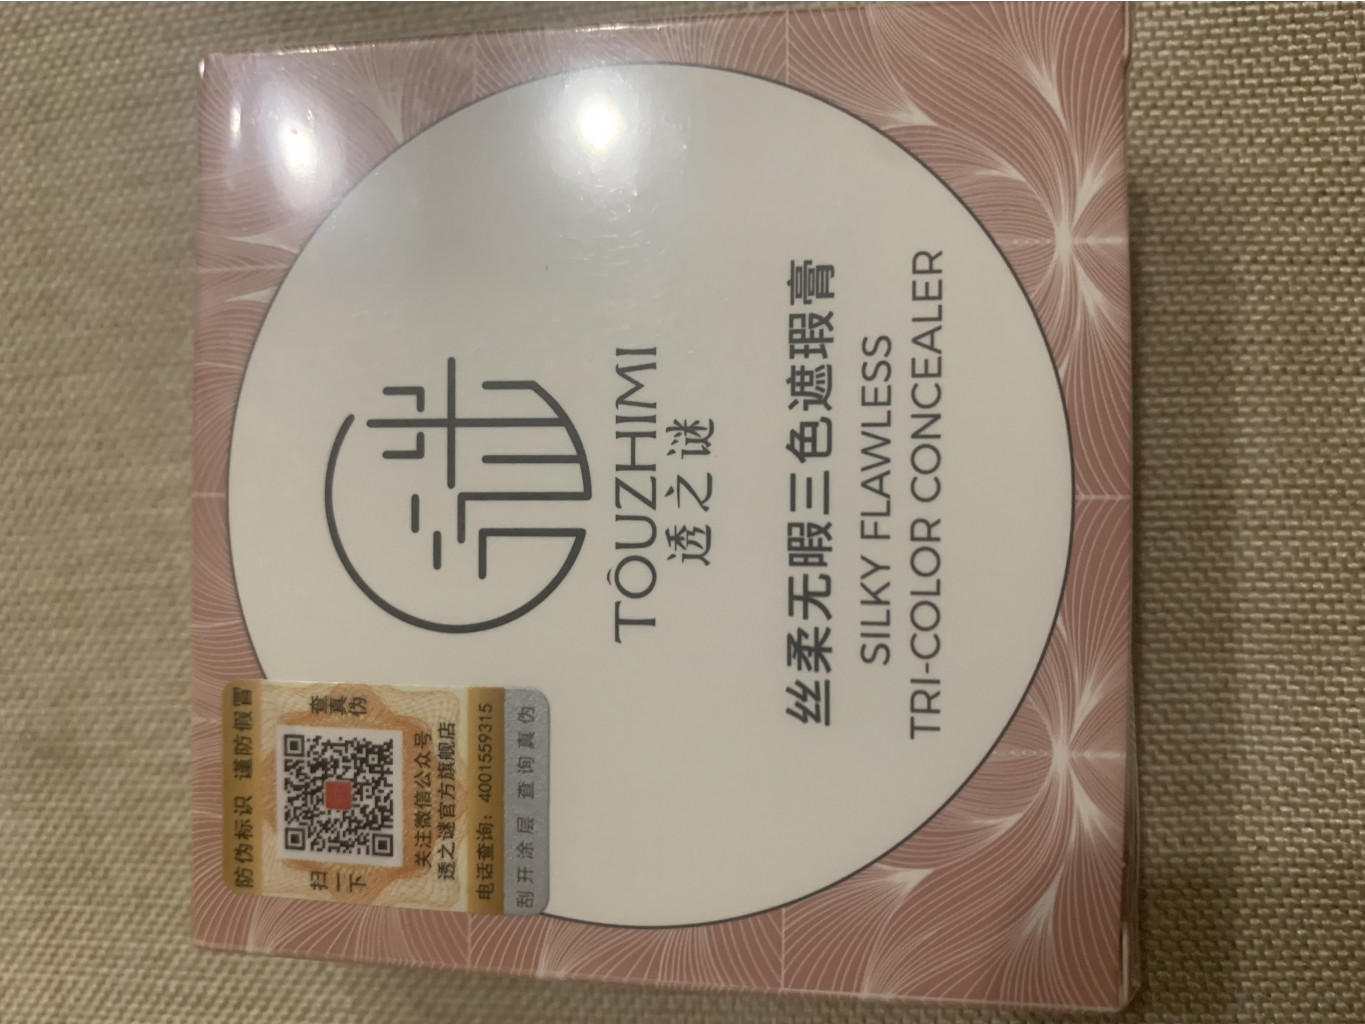 TÔUZHIMI
透之谜
丝柔无暇三色遮瑕膏
SILKY FLAWLESS
TRI-COLOR CONCEALER
防伪标识 谨防假冒
扫一下
查真伪
关注微信公众号
透之谜官方旗舰店
电话查询：4001559315
刮开涂层 查询真伪